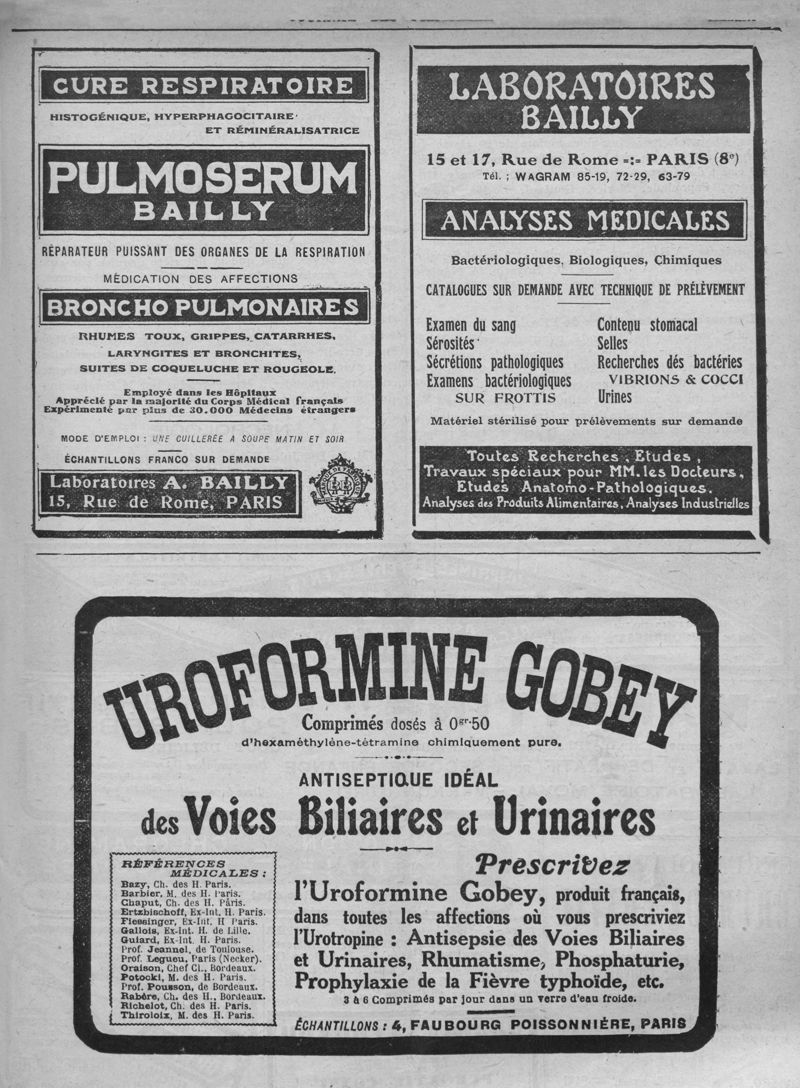 CURE RESPIRATOIRE
HISTOGÉNIQUE, HYPERPHAGOCITAIRE
ET RÉMINÉRALISATRICE
PULMOSERUM
BAILLY
RÉPARATEUR PUISSANT DES ORGANES DE LA RESPIRATION
MÉDICATION DES AFFECTIONS
BRONCHO PULMONAIRES
RHUMES TOUX, GRIPPES, CATARRHES,
LARYNGITES ET BRONCHITES,
SUITES DE COQUELUCHE ET ROUGEOLE.
Employé dans les Hôpitaux
Apprécié par la majorité du Corps Médical français
Expérimenté par plus de 30.000 Médecins étrangers
MODE D'EMPLOI : UNE CUILLERÉE A SOUPE MATIN ET SOIR
ÉCHANTILLONS FRANCO SUR DEMANDE
Laboratoires A. BAILLY
15, Rue de Rome, PARIS
LABORATOIRES
BAILLY
15 et 17, Rue de Rome -:- PARIS (8e)
Tél. : WAGRAM 85-19, 72-29, 63-79
ANALYSES MEDICALES
Bactériologiques, Biologiques, Chimiques
CATALOGUES SUR DEMANDE AVEC TECHNIQUE DE PRÉLÈVEMENT
Examen du sang
Sérosités
Sécrétions pathologiques
Examens bactériologiques
SUR FROTTIS
Contenu stomacal
Selles
Recherches dés bactéries
VIBRIONS & COCCI
Urines
Matériel stérilisé pour prélèvements sur demande
Toutes Recherches, Etudes,
Travaux spéciaux pour MM. les Docteurs,
Etudes Anatomo-Pathologiques.
Analyses des Produits Alimentaires, Analyses Industrielles
UROFORMINE GOBEY
Comprimés dosés à 0gr.50
d'hexaméthylène-tétramine chimiquement pure.
ANTISEPTIQUE IDÉAL
des Voies Biliaires et Urinaires
RÉFÉRENCES
MÉDICALES :
Bazy, Ch. des H. Paris.
Barbier, M. des H. Paris.
Chaput, Ch. des H. Pâris.
Ertzbischoff, Ex-Int. H. Paris.
Fiessinger, Ex-Int. H Paris.
Gallois, Ex-Int. H. de Lille.
Guiard, Ex-Int. H. Paris.
Prof. Jeannel, de Toulouse.
Prof. Legueu, Paris (Necker).
Oraison, Chef Cl., Bordeaux.
Potocki, M. des H. Paris.
Prof. Pousson, de Bordeaux.
Rabère, Ch. des H., Bordeaux.
Richelot, Ch. des H. Paris.
Thiroloix, M. des H. Paris.
Prescrivez
l'Uroformine Gobey, produit français,
dans toutes les affections où vous prescriviez
l'Urotropine : Antisepsie des Voies Biliaires
et Urinaires, Rhumatisme, Phosphaturie,
Prophylaxie de la Fièvre typhoïde, etc.
3 à 6 Comprimés par jour dans un verre d'eau froide.
ÉCHANTILLONS : 4, FAUBOURG POISSONNIÈRE, PARIS